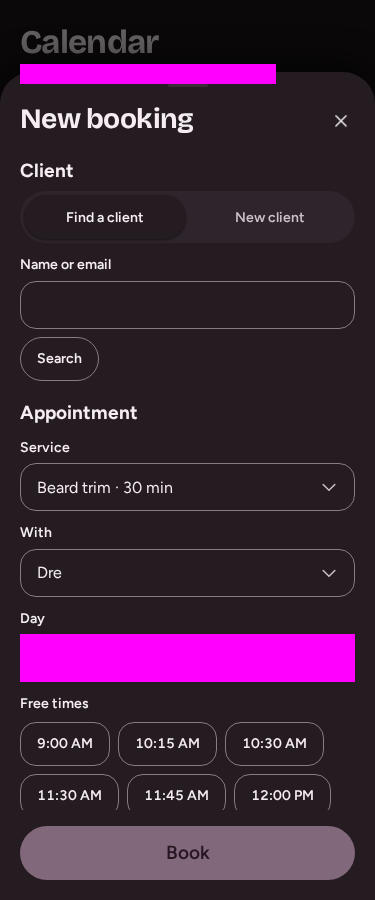 Calendar
New booking
Client
Find a client
New client
Name or email
Search
Appointment
Service
Beard trim · 30 min
With
Dre
Day
Free times
9:00 AM
10:15 AM
10:30 AM
11:30 AM
11:45 AM
12:00 PM
Book